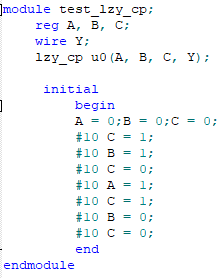 module test_lzy_cp;
reg A, B, C;
wire Y;
lzy_cp u0(A, B, C, Y);
initial
begin
A = 0;B = 0;C = 0;
#10 C = 1;
#10 B = 1;
#10 C = 0;
#10 A = 1;
#10 C = 1;
#10 B = 0;
#10 C = 0;
end
endmodule